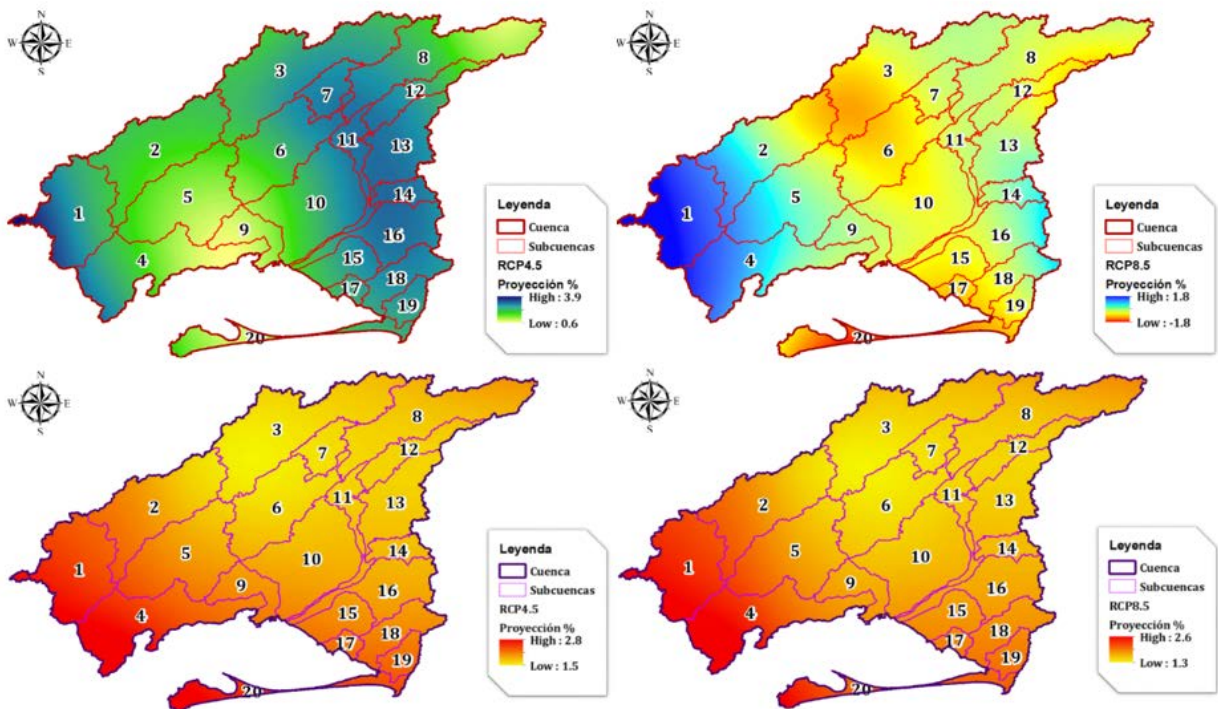 N
W E
S
1
2
3
4
5
6
7
8
9
10
11
12
13
14
15
16
17
18
19
20
Leyenda
Cuenca
Subcuencas
RCP4.5
Proyección %
High : 3.9
Low : 0.6
N
W E
S
1
2
3
4
5
6
7
8
9
10
11
12
13
14
15
16
17
18
19
20
Leyenda
Cuenca
Subcuencas
RCP8.5
Proyección %
High : 1.8
Low : -1.8
N
W E
S
1
2
3
4
5
6
7
8
9
10
11
12
13
14
15
16
17
18
19
20
Leyenda
Cuenca
Subcuencas
RCP4.5
Proyección %
High : 2.8
Low : 1.5
N
W E
S
1
2
3
4
5
6
7
8
9
10
11
12
13
14
15
16
17
18
19
20
Leyenda
Cuenca
Subcuencas
RCP8.5
Proyección %
High : 2.6
Low : 1.3